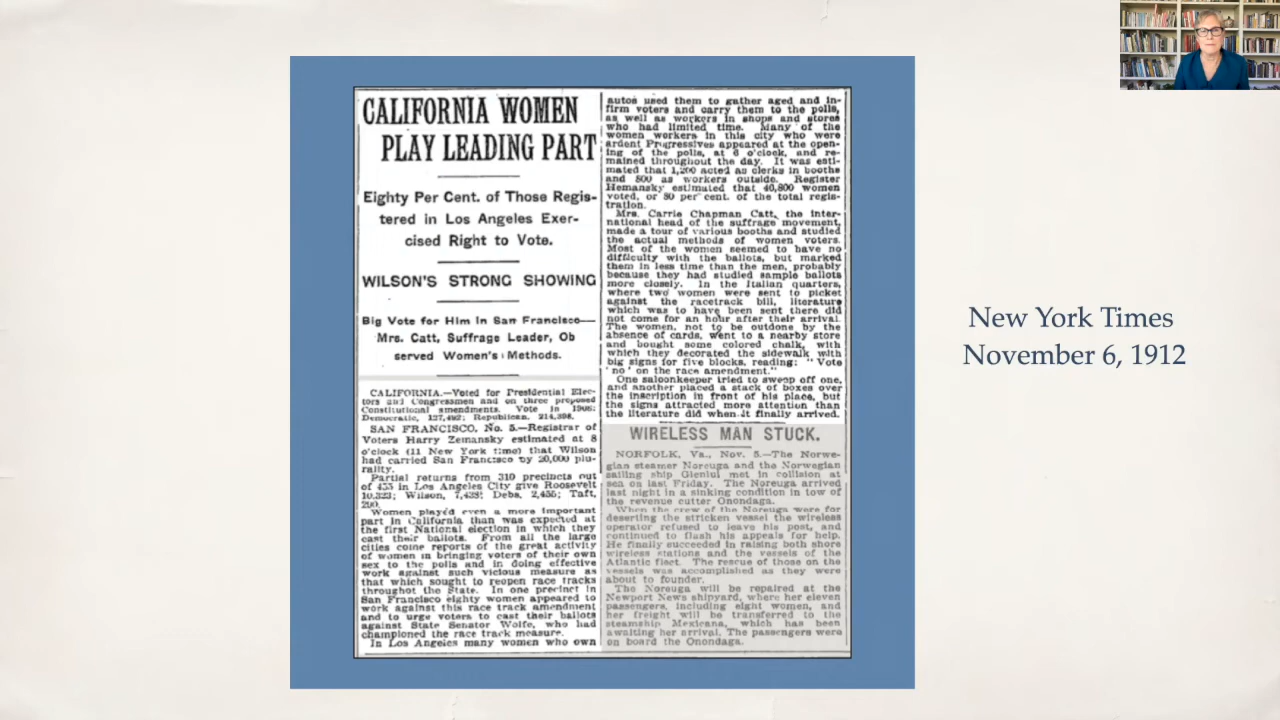 CALIFORNIA WOMEN
PLAY LEADING PART
Eighty Per Cent. of Those Regis-
tered in Los Angeles Exer-
cised Right to Vote.
WILSON'S STRONG SHOWING
Big Vote for Him in San Francisco—
Mrs. Catt, Suffrage Leader, Ob
served Women's Methods.
CALIFORNIA.—Voted for Presidential Elec-
tors and Congressmen and on three proposed
Constitutional amendments. Vote in 1908:
Democratic, 127,492; Republican, 214,398.
SAN FRANCISCO, No. 5.—Registrar of
Voters Harry Zemansky estimated at 8
o'clock (11 New York time) that Wilson
had carried San Francisco by 20,000 plu-
rality.
Partial returns from 310 precincts out
of 455 in Los Angeles City give Roosevelt
10,323; Wilson, Debs, Taft,
Women play'd even a more important
part in California than was expected at
the first National election in which they
cast their ballots. From all the large
cities come reports of the great activity
of women in bringing voters of their own
sex to the polls and in doing effective
work against such vicious measure as
that which sought to reopen race tracks
throughot the State. In one precinct in
San Francisco eighty women appeared to
work against this race track amendment
and to urge voters to cast their ballots
against State Senator Wolfe, who had
championed the race track measure.
In Los Angeles many women who own
autos used them to gather aged and in-
firm voters and carry them to the polls,
as well as workers in shops and stores
who had limited time. Many of the
women workers in this city who were
ardent Progressives appeared at the open-
ing of the polls, at 6 o'clock, and re-
mained throughout the day. It was esti-
mated that 1,200 acted as clerks in booths
and 800 as workers outside. Register
Hemansky estimated that 46,800 women
voted, or 80 per cent. of the total regis-
tration.
Mrs. Carrie Chapman Catt, the inter-
national head of the suffrage movement,
made a tour of various booths and studied
the actual methods of women voters.
Most of the women seemed to have no
difficulty with the ballots, but marked
them in less time than the men, probably
because they had studied sample ballots
more closely. In the Italian quarters,
where two women were sent to picket
against the racetrack bill, literature
which was to have been sent there did
not come for an hour after their arrival.
The women, not to be outdone by the
absence of cards, went to a nearby store
and bought some colored chalk, with
which they decorated the sidewalk with
big signs for five blocks, reading: "Vote
'no' on the race amendment."
One saloonkeeper tried to sweep off one,
and another placed a stack of boxes over
the inscription in front of his place, but
the signs attracted more attention than
the literature did when it finally arrived.
WIRELESS MAN STUCK.
NORFOLK, Va., Nov. 5.—The Norwe-
gian steamer Noreuga and the Norwegian
sailing ship Glenlui met in collision at
sea on last Friday. The Noreuga arrived
last night in a sinking condition in tow of
the revenue cutter Onondaga.
When the crew of the Noreuga were for
deserting the stricken vessel the wireless
operator refused to leave his post, and
continued to flash his appeals for help.
He finally succeeded in raising both shore
wireless stations and the vessels of the
Atlantic fleet. The rescue of those on the
vessels was accomplished as they were
about to founder.
The Noreuga will be repaired at the
Newport News shipyard, where her eleven
passengers, including eight women, and
her freight will be transferred to the
steamship Mexicana, which has been
awaiting her arrival. The passengers were
on board the Onondaga.
New York Times
November 6, 1912